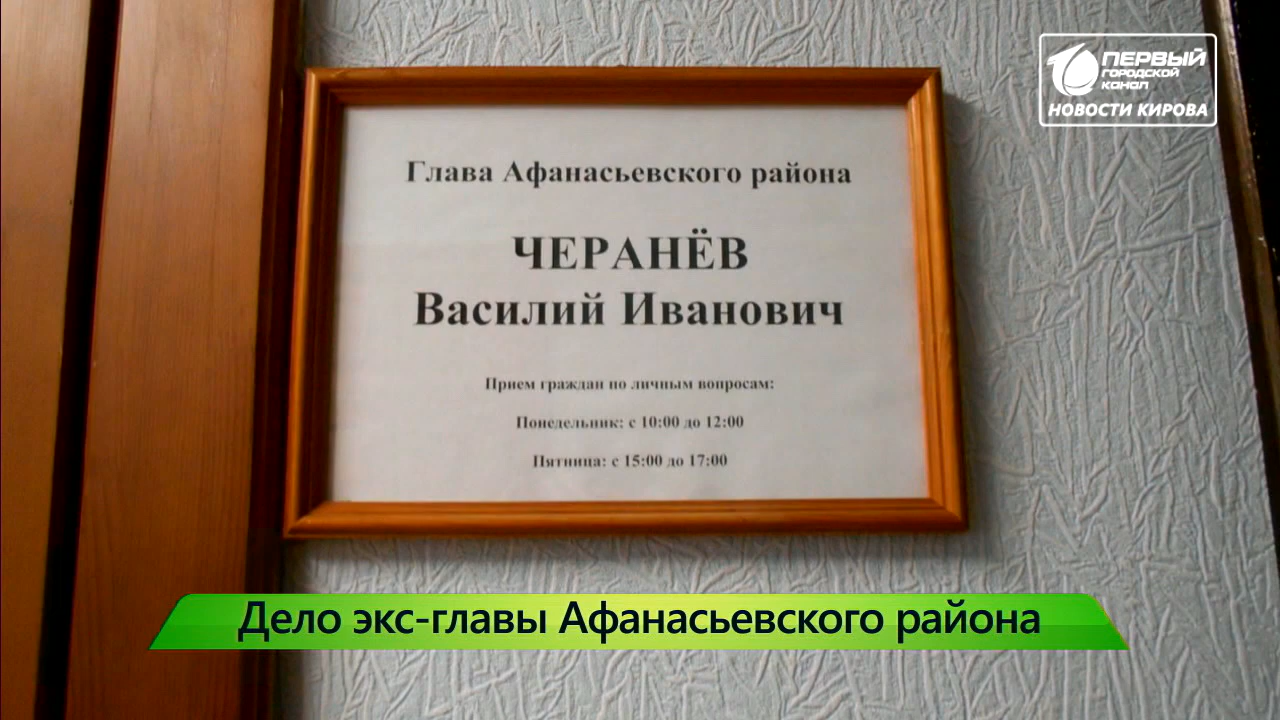 ПЕРВЫЙ
ГОРОДСКОЙ
КАНАЛ
НОВОСТИ КИРОВА
Глава Афанасьевского района
ЧЕРАНЁВ
Василий Иванович
Прием граждан по личным вопросам:
Понедельник: с 10:00 до 12:00
Пятница: с 15:00 до 17:00
Дело экс-главы Афанасьевского района